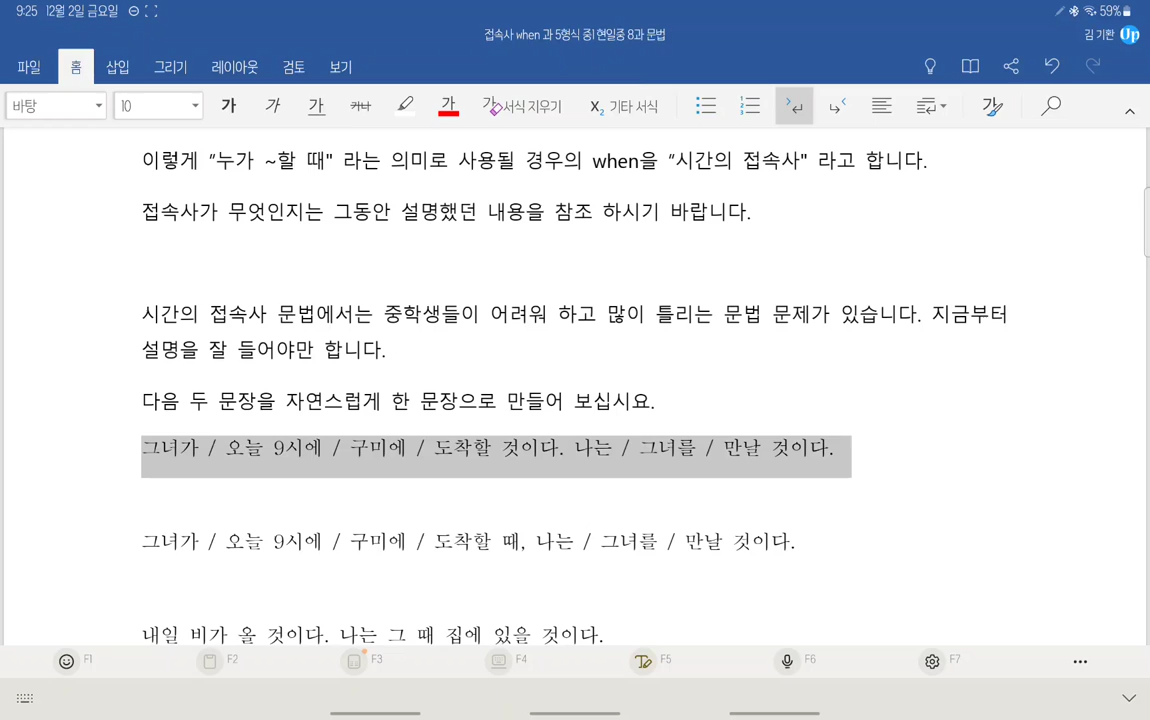 9:25 12월 2일 금요일 59%
접속사 when 과 5형식 중1 현일중 8과 문법
김 기환 Up
파일 홈 삽입 그리기 레이아웃 검토 보기
바탕 10 가 가 가 가나 가 서식 지우기 X₂ 기타 서식
이렇게 "누가 ~할 때" 라는 의미로 사용될 경우의 when을 "시간의 접속사" 라고 합니다.
접속사가 무엇인지는 그동안 설명했던 내용을 참조 하시기 바랍니다.
시간의 접속사 문법에서는 중학생들이 어려워 하고 많이 틀리는 문법 문제가 있습니다. 지금부터
설명을 잘 들어야만 합니다.
다음 두 문장을 자연스럽게 한 문장으로 만들어 보십시요.
그녀가 / 오늘 9시에 / 구미에 / 도착할 것이다. 나는 / 그녀를 / 만날 것이다.
그녀가 / 오늘 9시에 / 구미에 / 도착할 때, 나는 / 그녀를 / 만날 것이다.
내일 비가 올 것이다. 나는 그 때 집에 있을 것이다.
F1 F2 F3 F4 F5 F6 F7